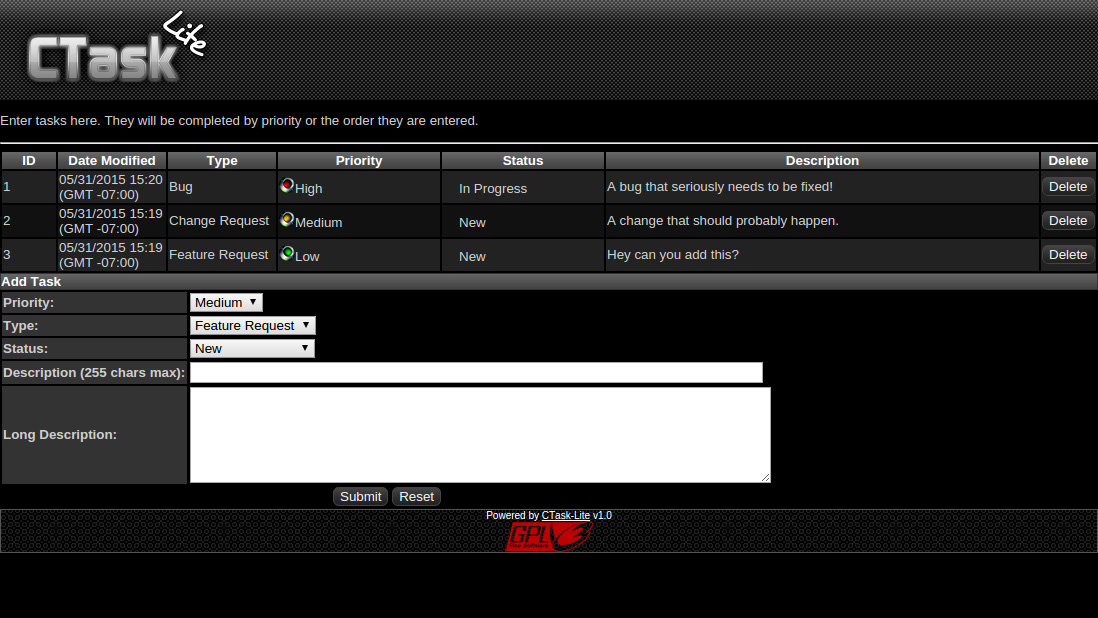 CTask Lite
Enter tasks here. They will be completed by priority or the order they are entered.
ID Date Modified Type Priority Status Description Delete
1 05/31/2015 15:20 (GMT -07:00) Bug High In Progress A bug that seriously needs to be fixed! Delete
2 05/31/2015 15:19 (GMT -07:00) Change Request Medium New A change that should probably happen. Delete
3 05/31/2015 15:19 (GMT -07:00) Feature Request Low New Hey can you add this? Delete
Add Task
Priority: Medium
Type: Feature Request
Status: New
Description (255 chars max):
Long Description:
Submit Reset
Powered by CTask-Lite v1.0
GPLv3